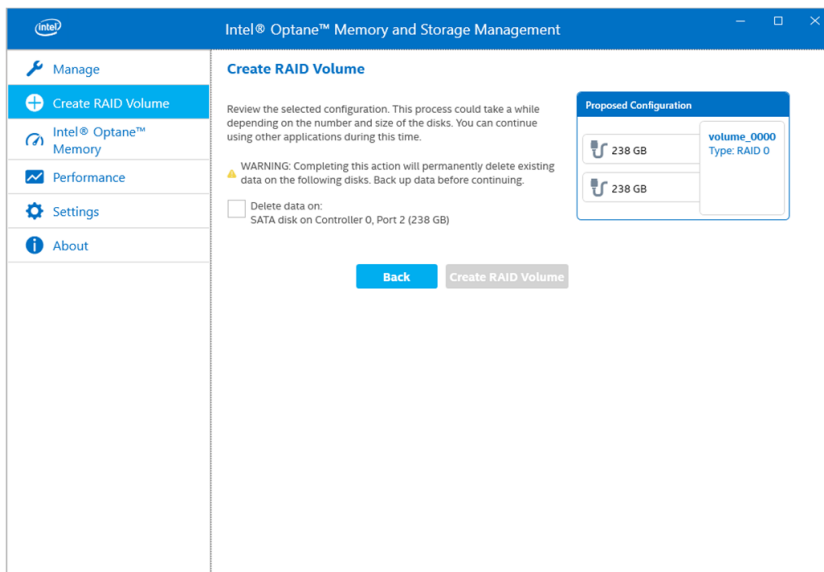 intel
Intel® Optane™ Memory and Storage Management
Manage
Create RAID Volume
Intel® Optane™
Memory
Performance
Settings
About
Create RAID Volume
Review the selected configuration. This process could take a while
depending on the number and size of the disks. You can continue
using other applications during this time.
WARNING: Completing this action will permanently delete existing
data on the following disks. Back up data before continuing.
Delete data on:
SATA disk on Controller 0, Port 2 (238 GB)
Back
Create RAID Volume
Proposed Configuration
238 GB
238 GB
volume_0000
Type: RAID 0